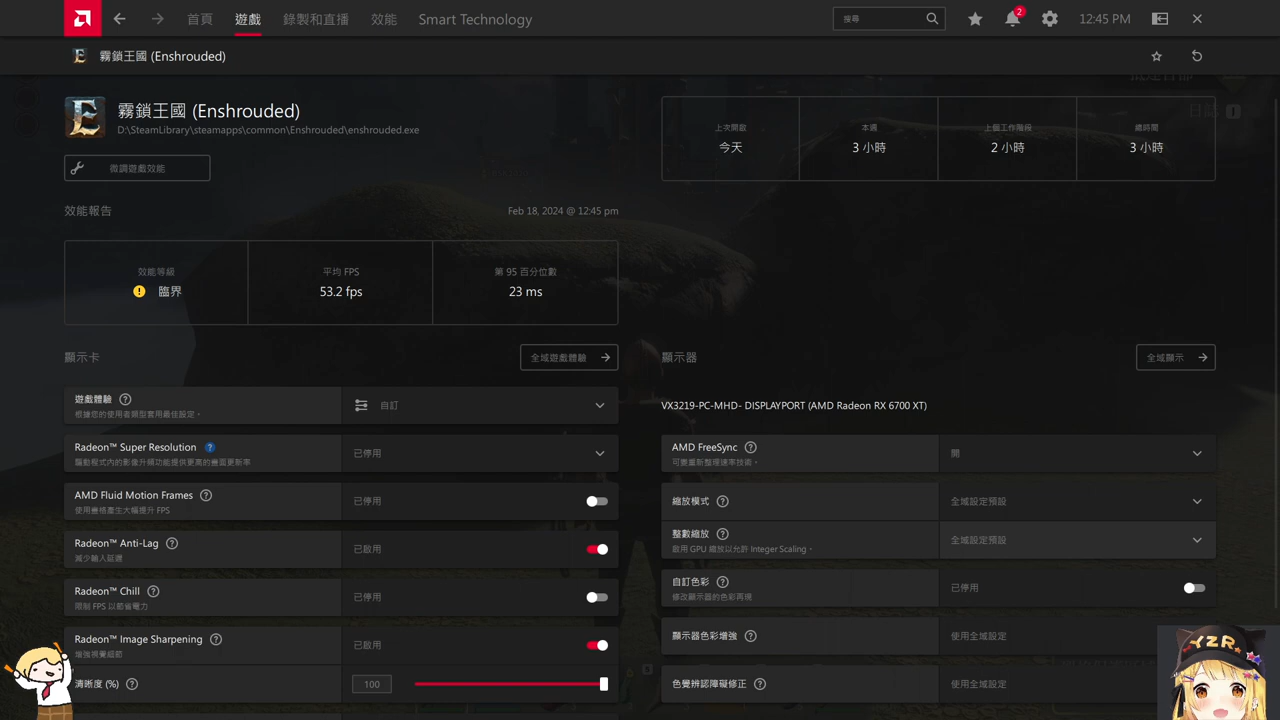 首頁
遊戲
錄製和直播
效能
Smart Technology
搜尋
2
12:45 PM
霧鎖王國 (Enshrouded)
霧鎖王國 (Enshrouded)
D:\SteamLibrary\steamapps\common\Enshrouded\enshrouded.exe
微調遊戲效能
上次開啟
今天
本週
3 小時
上個工作階段
2 小時
總時間
3 小時
效能報告
Feb 18, 2024 @ 12:45 pm
效能等級
臨界
平均 FPS
53.2 fps
第 95 百分位數
23 ms
顯示卡
全域遊戲體驗
遊戲體驗
根據您的使用者類型套用最佳設定。
自訂
Radeon™ Super Resolution
驅動程式內的影像升頻功能提供更高的畫面更新率
已停用
AMD Fluid Motion Frames
使用畫格產生大幅提升 FPS
已停用
Radeon™ Anti-Lag
減少輸入延遲
已啟用
Radeon™ Chill
限制 FPS 以節省電力
已停用
Radeon™ Image Sharpening
增強視覺細節
已啟用
清晰度 (%)
100
顯示器
全域顯示
VX3219-PC-MHD- DISPLAYPORT (AMD Radeon RX 6700 XT)
AMD FreeSync
可變重新整理速率技術。
開
縮放模式
全域設定預設
整數縮放
啟用 GPU 縮放以允許 Integer Scaling。
全域設定預設
自訂色彩
修改顯示器的色彩再現
已停用
顯示器色彩增強
使用全域設定
色覺辨認障礙修正
使用全域設定
YZR